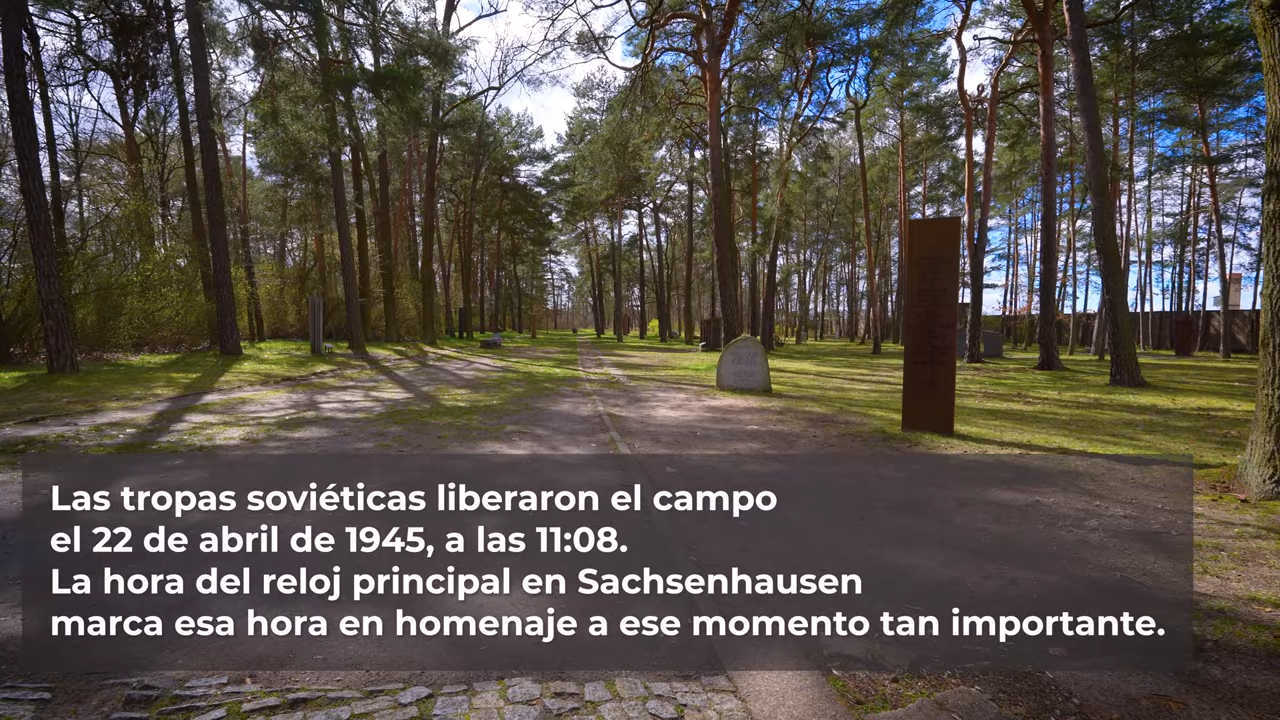 Las tropas soviéticas liberaron el campo
el 22 de abril de 1945, a las 11:08.
La hora del reloj principal en Sachsenhausen
marca esa hora en homenaje a ese momento tan importante.